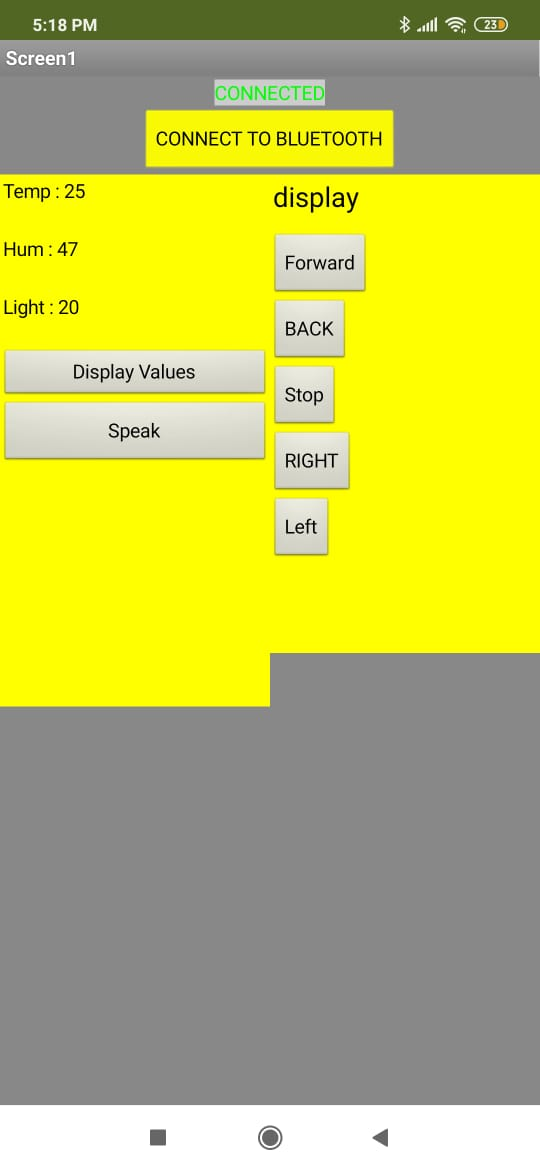 5:18 PM
23
Screen1
CONNECTED
CONNECT TO BLUETOOTH
Temp : 25
Hum : 47
Light : 20
Display Values
Speak
display
Forward
BACK
Stop
RIGHT
Left